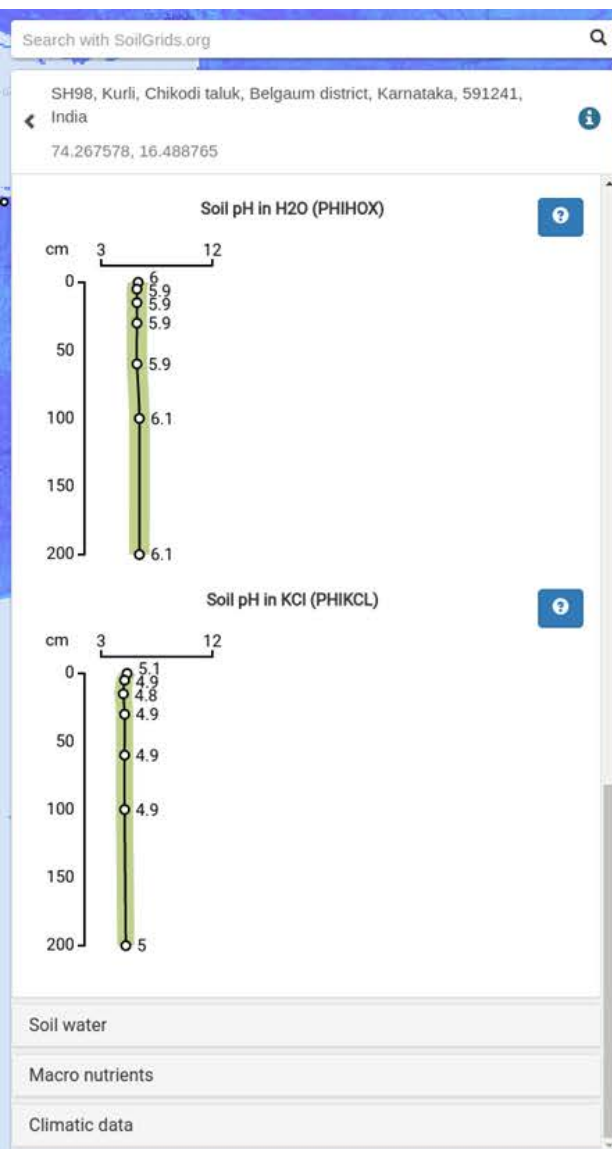 Search with SoilGrids.org
SH98, Kurli, Chikodi taluk, Belgaum district, Karnataka, 591241,
India
74.267578, 16.488765
Soil pH in H2O (PHIHOX)
cm 3 12
0 6
5.9
5.9
5.9
50
5.9
100 6.1
150
200 6.1
Soil pH in KCl (PHIKCL)
cm 3 12
0 5.1
4.9
4.8
4.9
50
4.9
100 4.9
150
200 5
Soil water
Macro nutrients
Climatic data